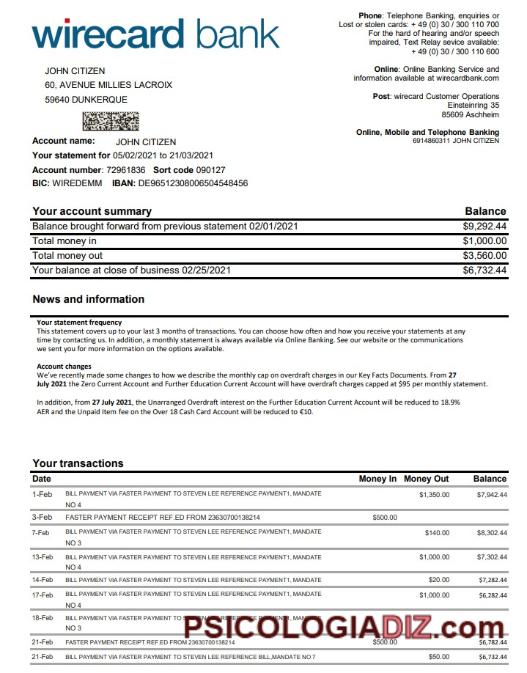 wirecard bank
Phone: Telephone Banking, enquiries or
Lost or stolen cards: + 49 (0) 30 / 300 110 700
For the hard of hearing and/or speech
impaired, Text Relay sevice available:
+ 49 (0) 30 / 300 110 600
Online: Online Banking Service and
information available at wirecardbank.com
Post: wirecard Customer Operations
Einsteinring 35
85609 Aschheim
Online, Mobile and Telephone Banking
6914860311 JOHN CITIZEN
JOHN CITIZEN
60, AVENUE MILLIES LACROIX
59640 DUNKERQUE
Account name: JOHN CITIZEN
Your statement for 05/02/2021 to 21/03/2021
Account number: 72961836 Sort code 090127
BIC: WIREDEMM IBAN: DE96512308006504548456
Your account summary Balance
Balance brought forward from previous statement 02/01/2021 $9,292.44
Total money in $1,000.00
Total money out $3,560.00
Your balance at close of business 02/25/2021 $6,732.44
News and information
Your statement frequency
This statement covers up to your last 3 months of transactions. You can choose how often and how you receive your statements at any
time by contacting us. In addition, a monthly statement is always available via Online Banking. See our website or the communications
we sent you for more information on the options available.
Account changes
We've recently made some changes to how we describe the monthly cap on overdraft charges in our Key Facts Documents. From 27
July 2021 the Zero Current Account and Further Education Current Account will have overdraft charges capped at $95 per monthly statement.
In addition, from 27 July 2021, the Unarranged Overdraft interest on the Further Education Current Account will be reduced to 18.9%
AER and the Unpaid Item fee on the Over 18 Cash Card Account will be reduced to €10.
Your transactions
Date Money In Money Out Balance
1-Feb BILL PAYMENT VIA FASTER PAYMENT TO STEVEN LEE REFERENCE PAYMENT1, MANDATE $1,350.00 $7,942.44
NO 4
3-Feb FASTER PAYMENT RECEIPT REF.ED FROM 23630700138214 $500.00
7-Feb BILL PAYMENT VIA FASTER PAYMENT TO STEVEN LEE REFERENCE PAYMENT1, MANDATE $140.00 $8,302.44
NO 3
13-Feb BILL PAYMENT VIA FASTER PAYMENT TO STEVEN LEE REFERENCE PAYMENT1, MANDATE $1,000.00 $7,302.44
NO 4
14-Feb BILL PAYMENT VIA FASTER PAYMENT TO STEVEN LEE REFERENCE PAYMENT1, MANDATE $20.00 $7,282.44
17-Feb BILL PAYMENT VIA FASTER PAYMENT TO STEVEN LEE REFERENCE PAYMENT1, MANDATE $1,000.00 $6,282.44
NO 4
18-Feb BILL PAYMENT VIA FASTER PAYMENT TO STEVEN LEE REFERENCE PAYMENT1, MANDATE
NO 3
PSICOLOGIADIZ.com
21-Feb FASTER PAYMENT RECEIPT REF.ED FROM 23630700138214 $500.00 $6,782.44
21-Feb BILL PAYMENT VIA FASTER PAYMENT TO STEVEN LEE REFERENCE BILL,MANDATE NO 7 $50.00 $6,732.44